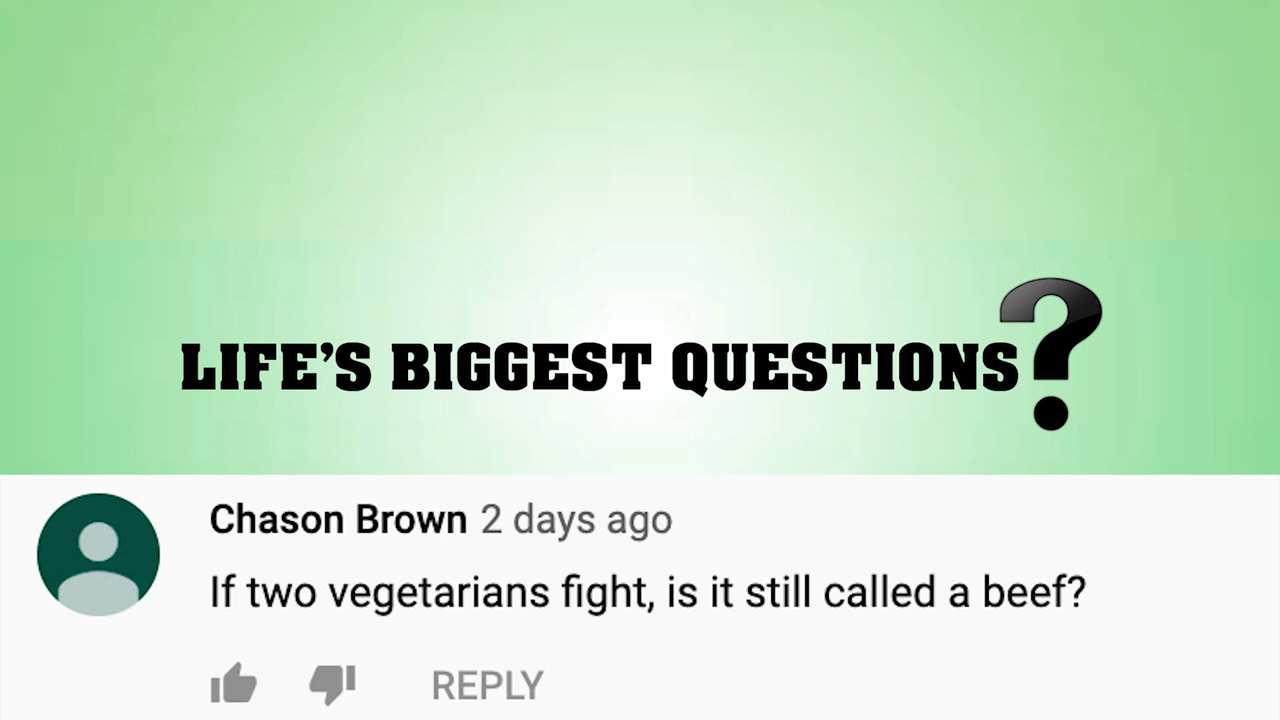 LIFE’S BIGGEST QUESTIONS?
Chason Brown 2 days ago
If two vegetarians fight, is it still called a beef?
REPLY